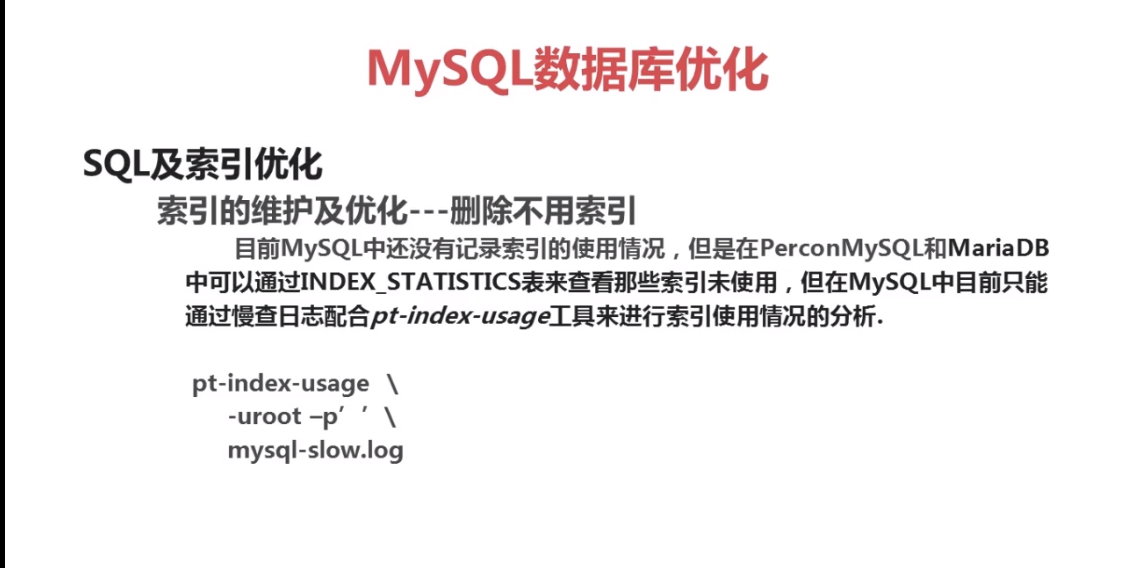 MySQL数据库优化
SQL及索引优化
索引的维护及优化---删除不用索引
目前MySQL中还没有记录索引的使用情况，但是在PerconMySQL和MariaDB
中可以通过INDEX_STATISTICS表来查看那些索引未使用，但在MySQL中目前只能
通过慢查日志配合pt-index-usage工具来进行索引使用情况的分析.
pt-index-usage \
-uroot –p’ ’ \
mysql-slow.log